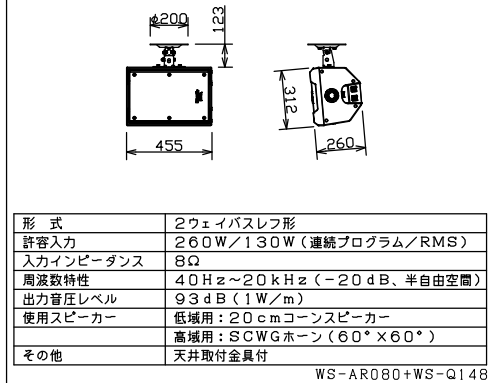 φ200
123
312
455
260
形 式 2ウェイバスレフ形
許容入力 260W/130W(連続プログラム/RMS)
入力インピーダンス 8Ω
周波数特性 40Hz~20kHz(-20dB、半自由空間)
出力音圧レベル 93dB(1W/m)
使用スピーカー 低域用:20cmコーンスピーカー
高域用:SCWGホーン(60°×60°)
その他 天井取付金具付
WS-AR080+WS-Q148